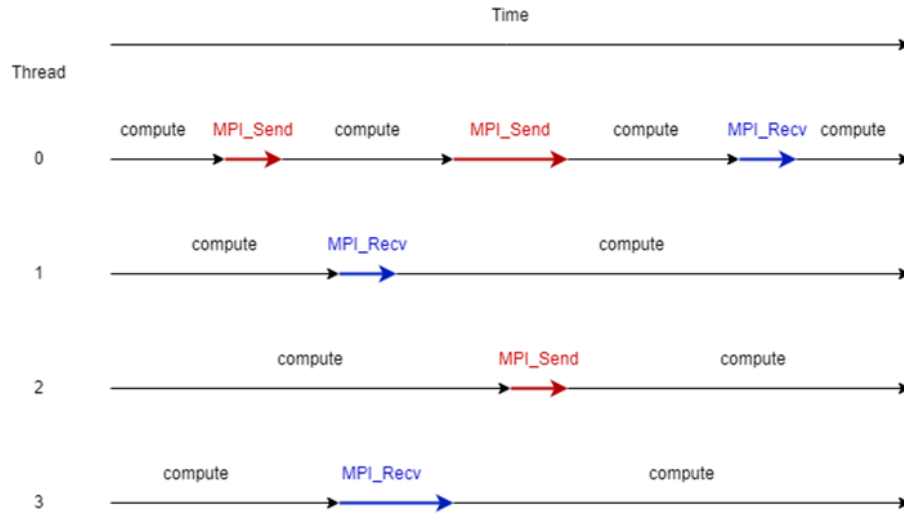 Time
Thread
compute MPI_Send compute MPI_Send compute MPI_Recv compute
0
compute MPI_Recv compute
1
compute MPI_Send compute
2
compute MPI_Recv compute
3